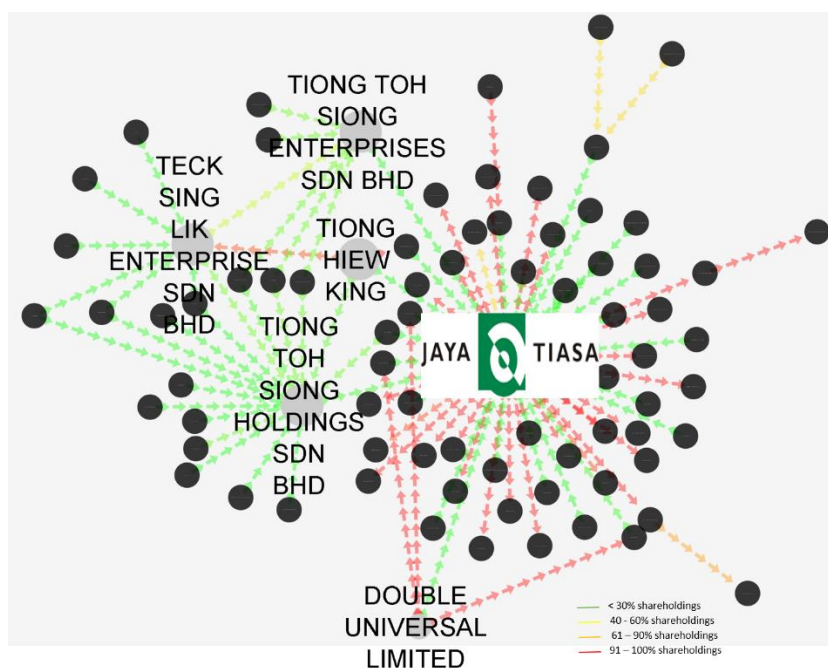 TIONG TOH
SIONG
ENTERPRISES
SDN BHD
TECK
SING
LIK
ENTERPRISE
SDN
BHD
TIONG
HIEW
KING
TIONG
TOH
SIONG
HOLDINGS
SDN
BHD
JAYA TIASA
DOUBLE
UNIVERSAL
LIMITED
< 30% shareholdings
40 - 60% shareholdings
61 – 90% shareholdings
91 – 100% shareholdings